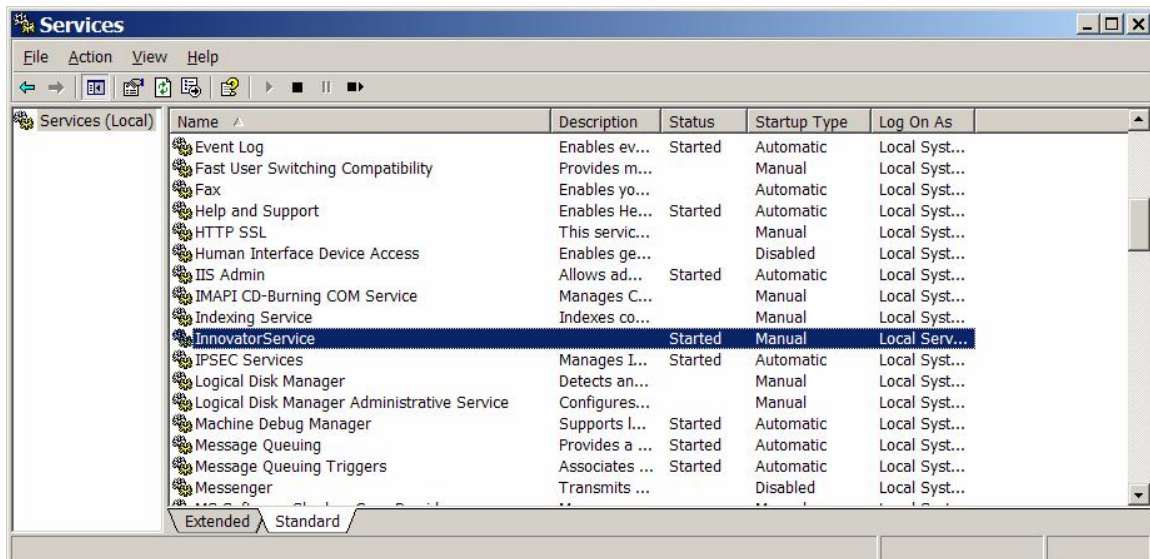 Services
File Action View Help
Services (Local)
Name Description Status Startup Type Log On As
Event Log Enables ev... Started Automatic Local Syst...
Fast User Switching Compatibility Provides m... Manual Local Syst...
Fax Enables yo... Automatic Local Syst...
Help and Support Enables He... Started Automatic Local Syst...
HTTP SSL This servic... Manual Local Syst...
Human Interface Device Access Enables ge... Disabled Local Syst...
IIS Admin Allows ad... Started Automatic Local Syst...
IMAPI CD-Burning COM Service Manages C... Manual Local Syst...
Indexing Service Indexes co... Manual Local Syst...
InnovatorService Started Manual Local Serv...
IPSEC Services Manages I... Started Automatic Local Syst...
Logical Disk Manager Detects an... Manual Local Syst...
Logical Disk Manager Administrative Service Configures... Manual Local Syst...
Machine Debug Manager Supports l... Started Automatic Local Syst...
Message Queuing Provides a ... Started Automatic Local Syst...
Message Queuing Triggers Associates ... Started Automatic Local Syst...
Messenger Transmits ... Disabled Local Syst...
Extended Standard